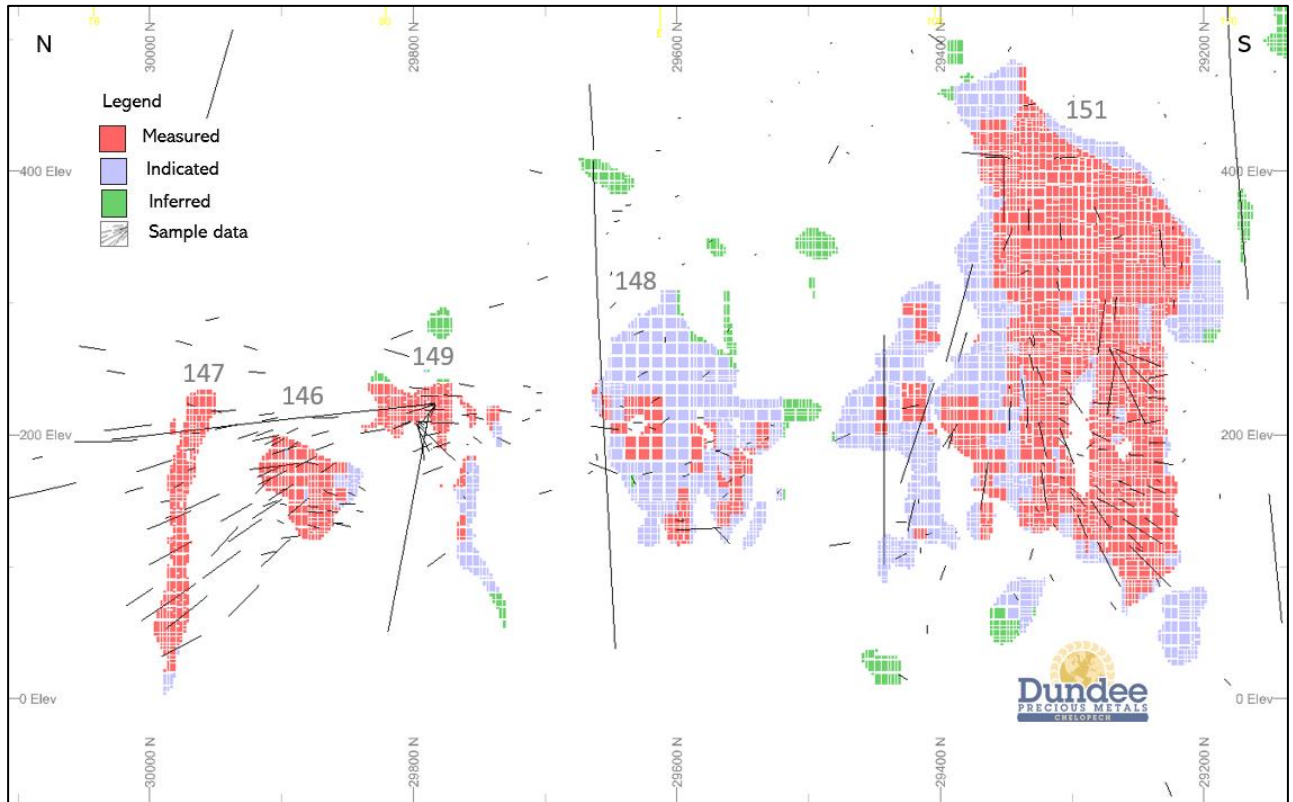 N
S
30000 N
29800 N
29600 N
29400 N
29200 N
Legend
Measured
Indicated
Inferred
Sample data
151
400 Elev
400 Elev
148
147
149
146
200 Elev
200 Elev
0 Elev
0 Elev
Dundee
PRECIOUS METALS
CHELOPECH
30000 N
29800 N
29600 N
29400 N
29200 N